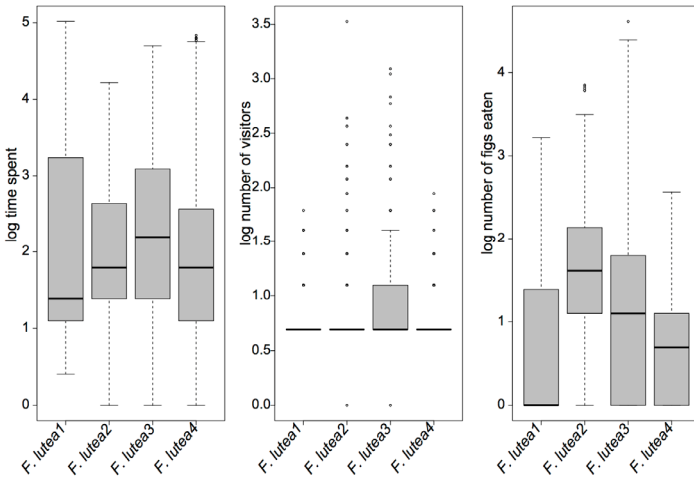 log time spent
5
4
3
2
1
0
F. lutea1
F. lutea2
F. lutea3
F. lutea4
log number of visitors
3.5
3.0
2.5
2.0
1.5
1.0
0.5
0.0
F. lutea1
F. lutea2
F. lutea3
F. lutea4
log number of figs eaten
4
3
2
1
0
F. lutea1
F. lutea2
F. lutea3
F. lutea4